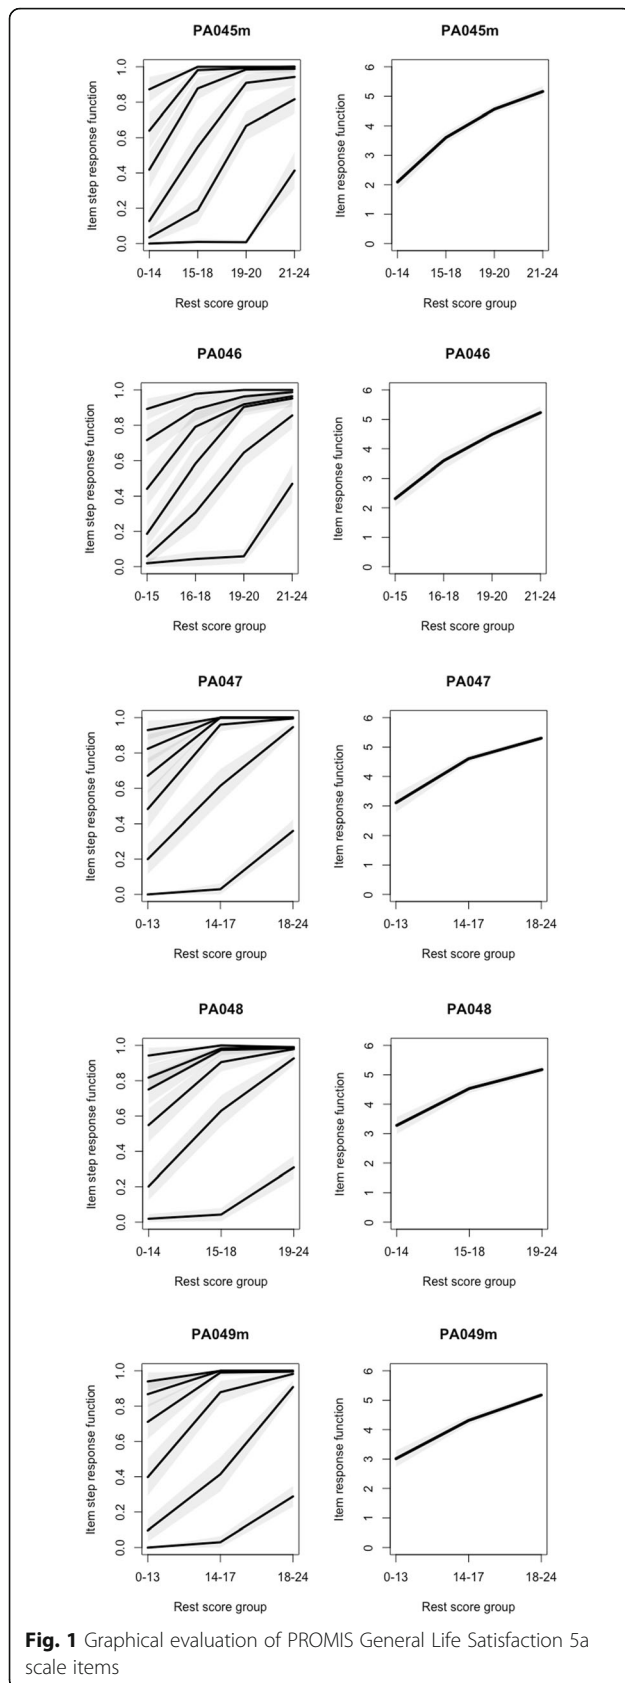 PA045m
PA045m
Item step response function
0.0 0.2 0.4 0.6 0.8 1.0
0-14 15-18 19-20 21-24
Rest score group
Item response function
0 1 2 3 4 5 6
0-14 15-18 19-20 21-24
Rest score group
PA046
PA046
Item step response function
0.0 0.2 0.4 0.6 0.8 1.0
0-15 16-18 19-20 21-24
Rest score group
Item response function
0 1 2 3 4 5 6
0-15 16-18 19-20 21-24
Rest score group
PA047
PA047
Item step response function
0.0 0.2 0.4 0.6 0.8 1.0
0-13 14-17 18-24
Rest score group
Item response function
0 1 2 3 4 5 6
0-13 14-17 18-24
Rest score group
PA048
PA048
Item step response function
0.0 0.2 0.4 0.6 0.8 1.0
0-14 15-18 19-24
Rest score group
Item response function
0 1 2 3 4 5 6
0-14 15-18 19-24
Rest score group
PA049m
PA049m
Item step response function
0.0 0.2 0.4 0.6 0.8 1.0
0-13 14-17 18-24
Rest score group
Item response function
0 1 2 3 4 5 6
0-13 14-17 18-24
Rest score group
Fig. 1 Graphical evaluation of PROMIS General Life Satisfaction 5a
scale items